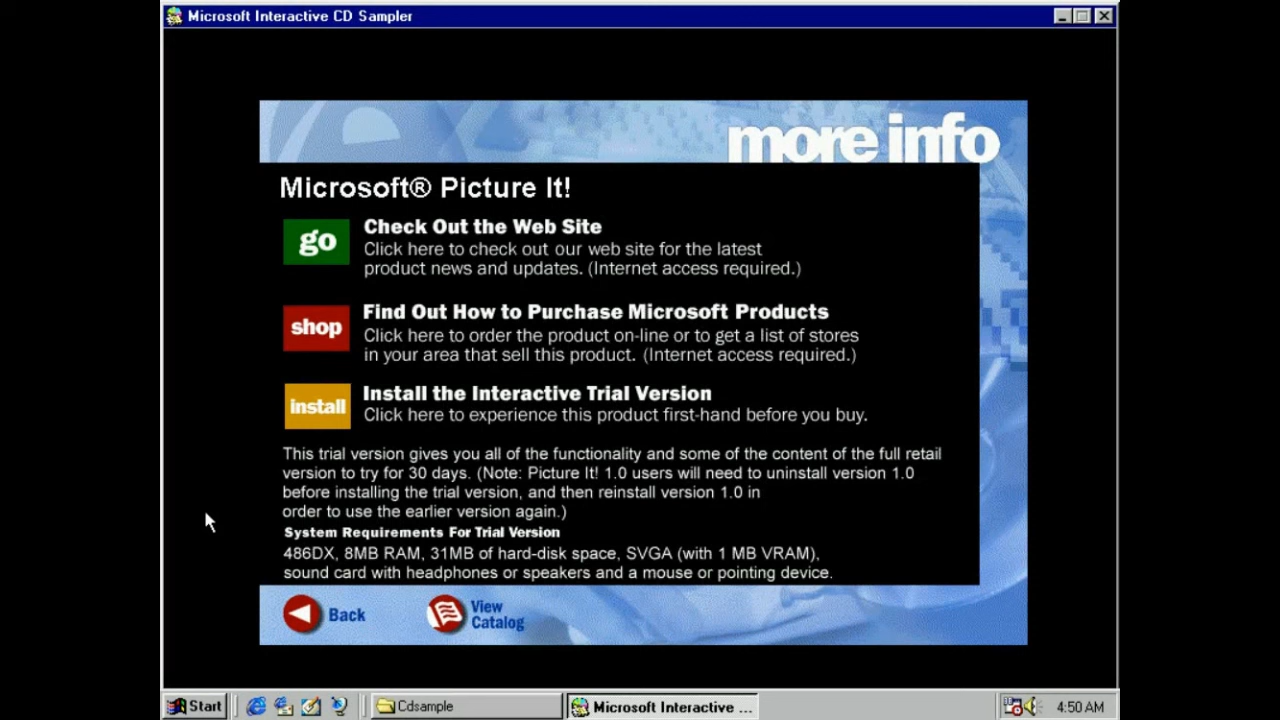 Microsoft Interactive CD Sampler
more info
Microsoft® Picture It!
go
Check Out the Web Site
Click here to check out our web site for the latest
product news and updates. (Internet access required.)
shop
Find Out How to Purchase Microsoft Products
Click here to order the product on-line or to get a list of stores
in your area that sell this product. (Internet access required.)
install
Install the Interactive Trial Version
Click here to experience this product first-hand before you buy.
This trial version gives you all of the functionality and some of the content of the full retail
version to try for 30 days. (Note: Picture It! 1.0 users will need to uninstall version 1.0
before installing the trial version, and then reinstall version 1.0 in
order to use the earlier version again.)
System Requirements For Trial Version
486DX, 8MB RAM, 31MB of hard-disk space, SVGA (with 1 MB VRAM),
sound card with headphones or speakers and a mouse or pointing device.
Back
View
Catalog
Start
Cdsample
Microsoft Interactive ...
4:50 AM